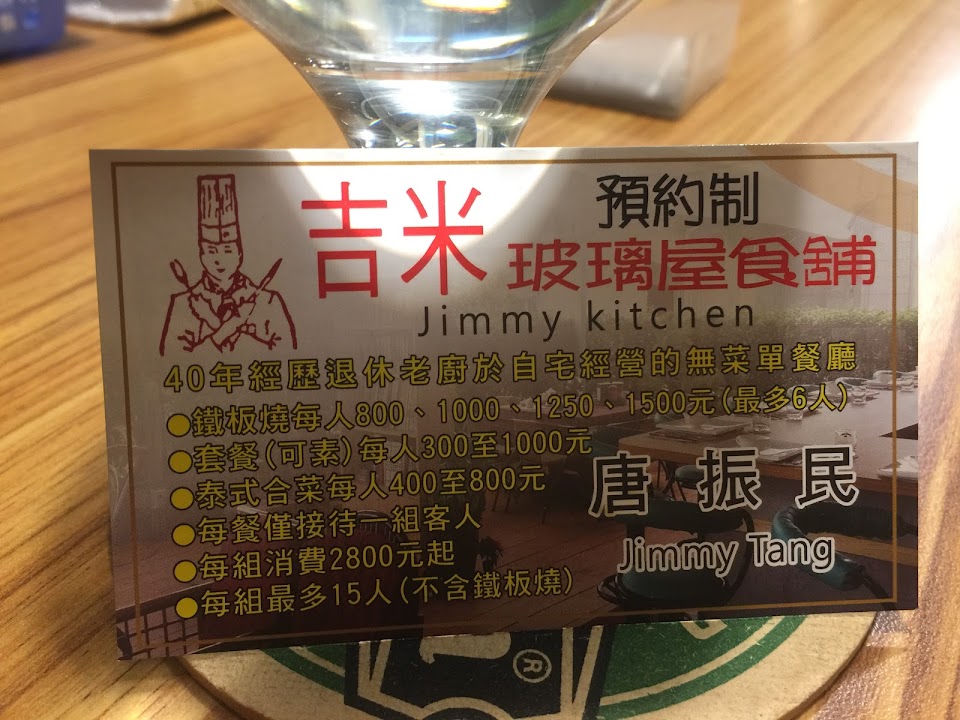 吉米 預約制
玻璃屋食舖
Jimmy kitchen
40年經歷退休老廚於自宅經營的無菜單餐廳
●鐵板燒每人800、1000、1250、1500元(最多6人)
●套餐(可素)每人300至1000元
●泰式合菜每人400至800元
●每餐僅接待一組客人
●每組消費2800元起
●每組最多15人(不含鐵板燒)
唐振民
Jimmy Tang
®